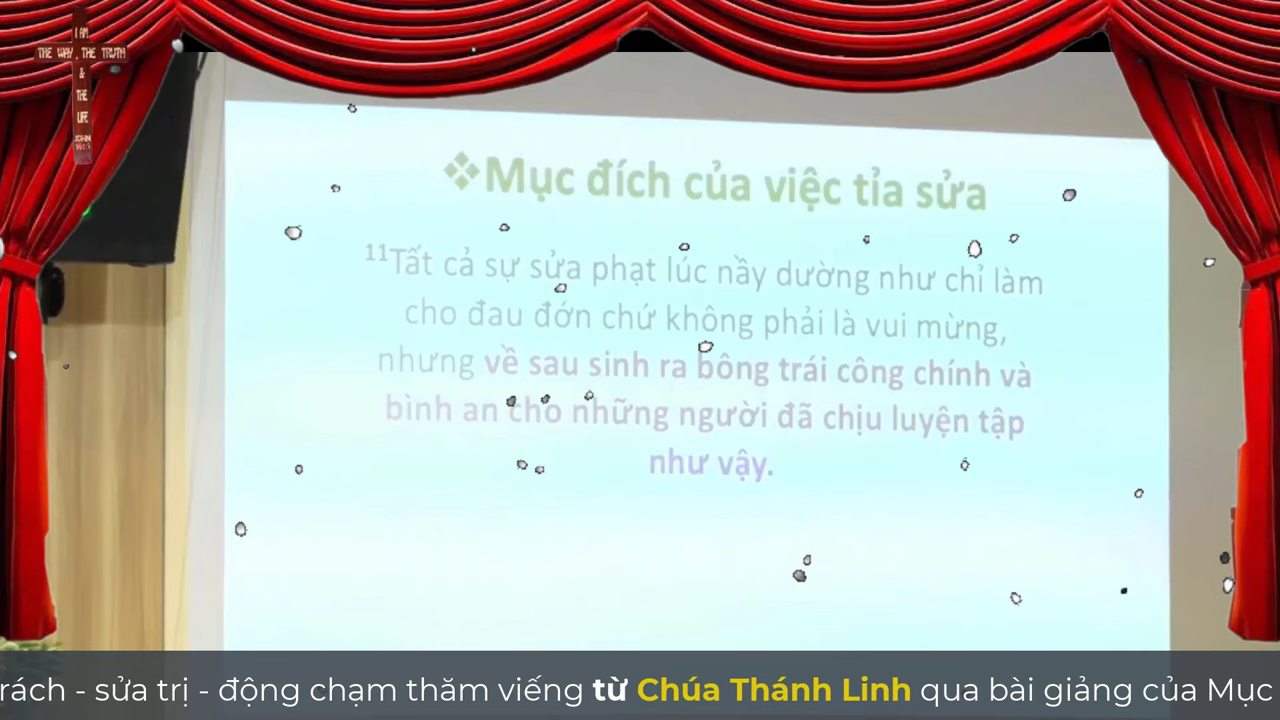 I AM
THE WAY, THE TRUTH
&
THE
LIFE
JOHN
❖Mục đích của việc tỉa sửa
¹¹Tất cả sự sửa phạt lúc nầy dường như chỉ làm
cho đau đớn chứ không phải là vui mừng,
nhưng về sau sinh ra bông trái công chính và
bình an cho những người đã chịu luyện tập
như vậy.
rách - sửa trị - động chạm thăm viếng từ Chúa Thánh Linh qua bài giảng của Mục